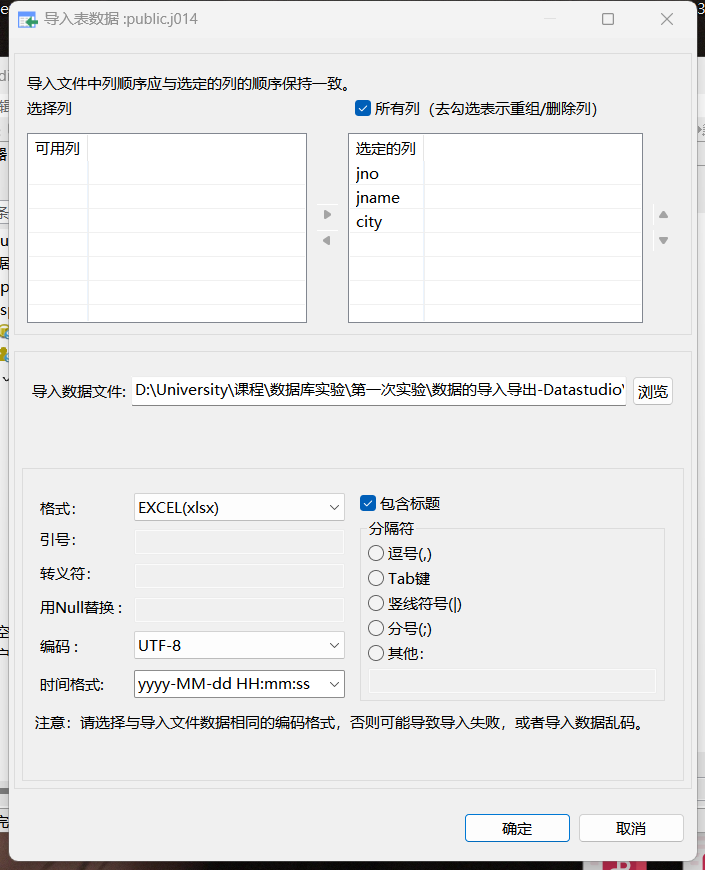 导入表数据 :public.j014
导入文件中列顺序应与选定的列的顺序保持一致。
选择列
所有列（去勾选表示重组/删除列）
可用列
选定的列
jno
jname
city
导入数据文件: D:\University\课程\数据库实验\第一次实验\数据的导入导出-Datastudio\ 浏览
格式： EXCEL(xlsx)
引号：
转义符：
用Null替换：
编码： UTF-8
时间格式: yyyy-MM-dd HH:mm:ss
包含标题
分隔符
逗号(,)
Tab键
竖线符号(|)
分号(;)
其他:
注意：请选择与导入文件数据相同的编码格式，否则可能导致导入失败，或者导入数据乱码。
确定 取消